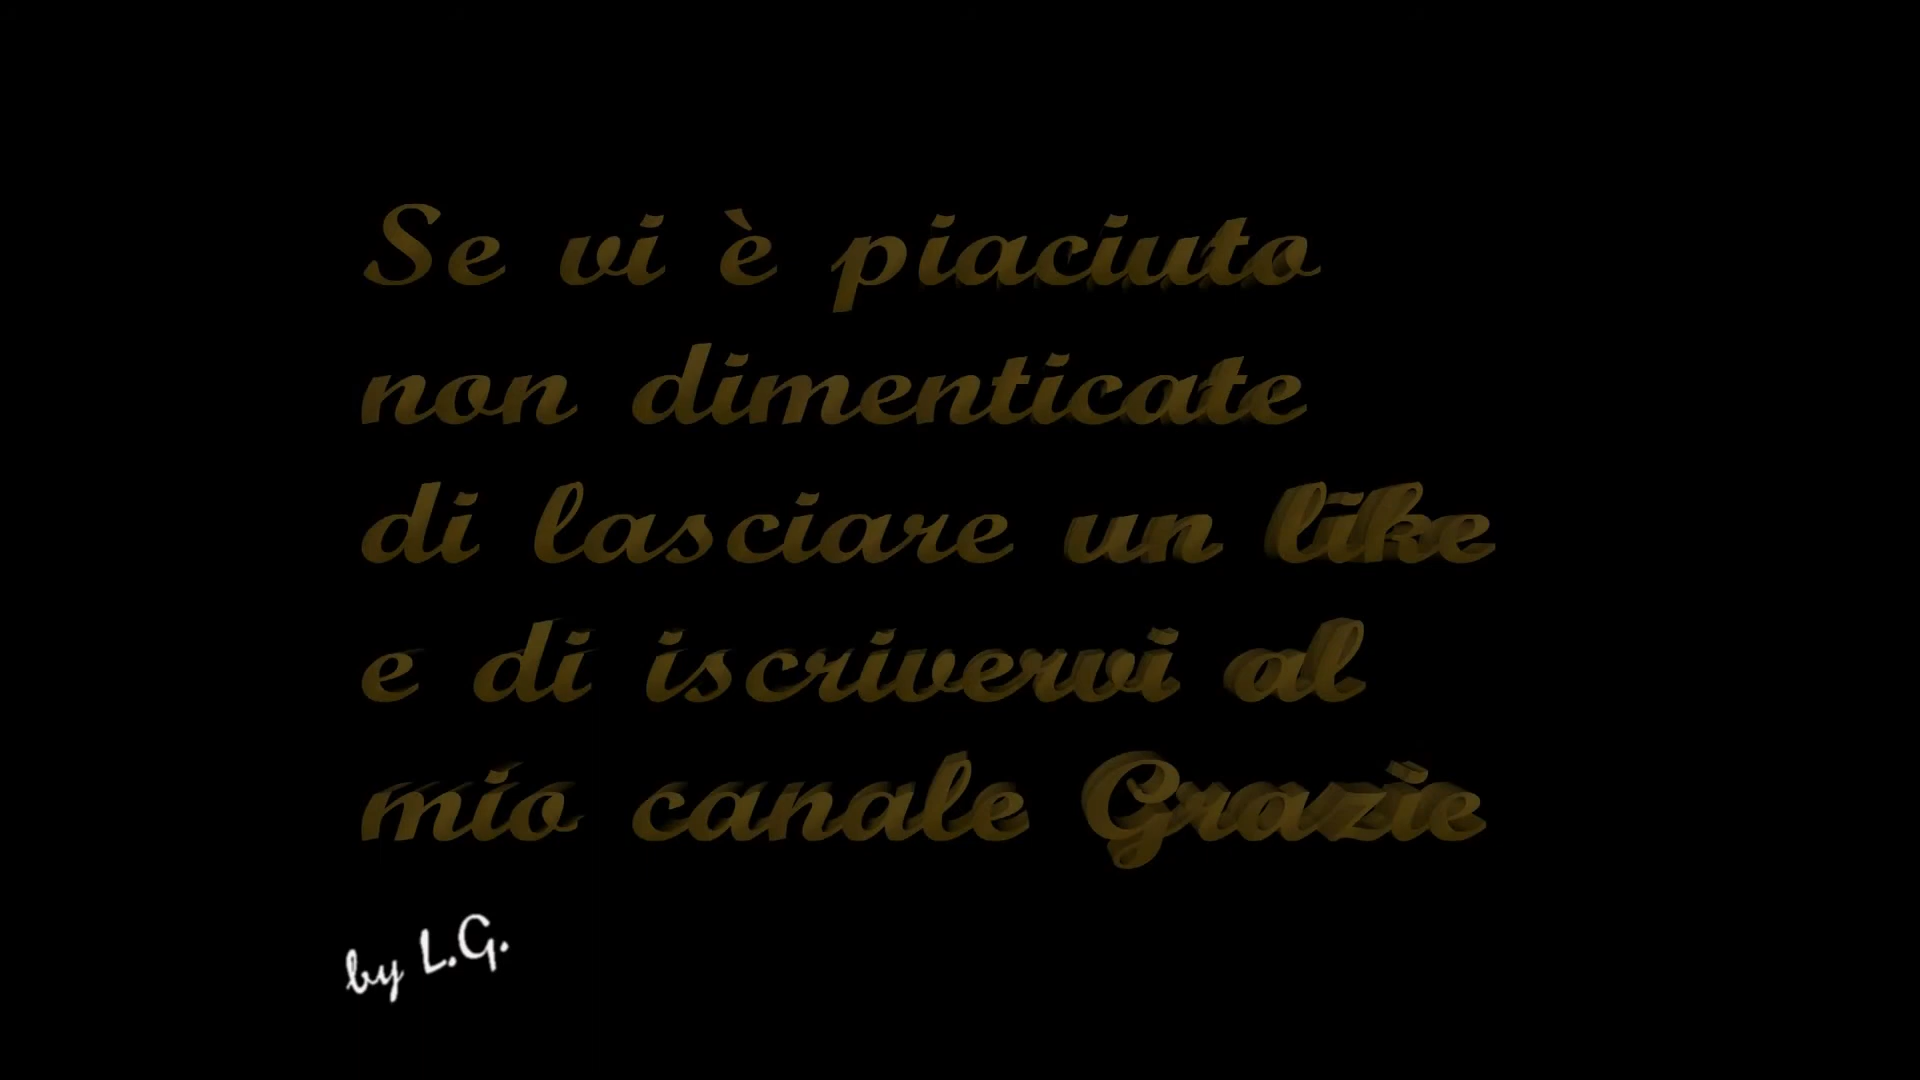 Se vi è piaciuto
non dimenticate
di lasciare un like
e di iscrivervi al
mio canale Grazie
by L.G.